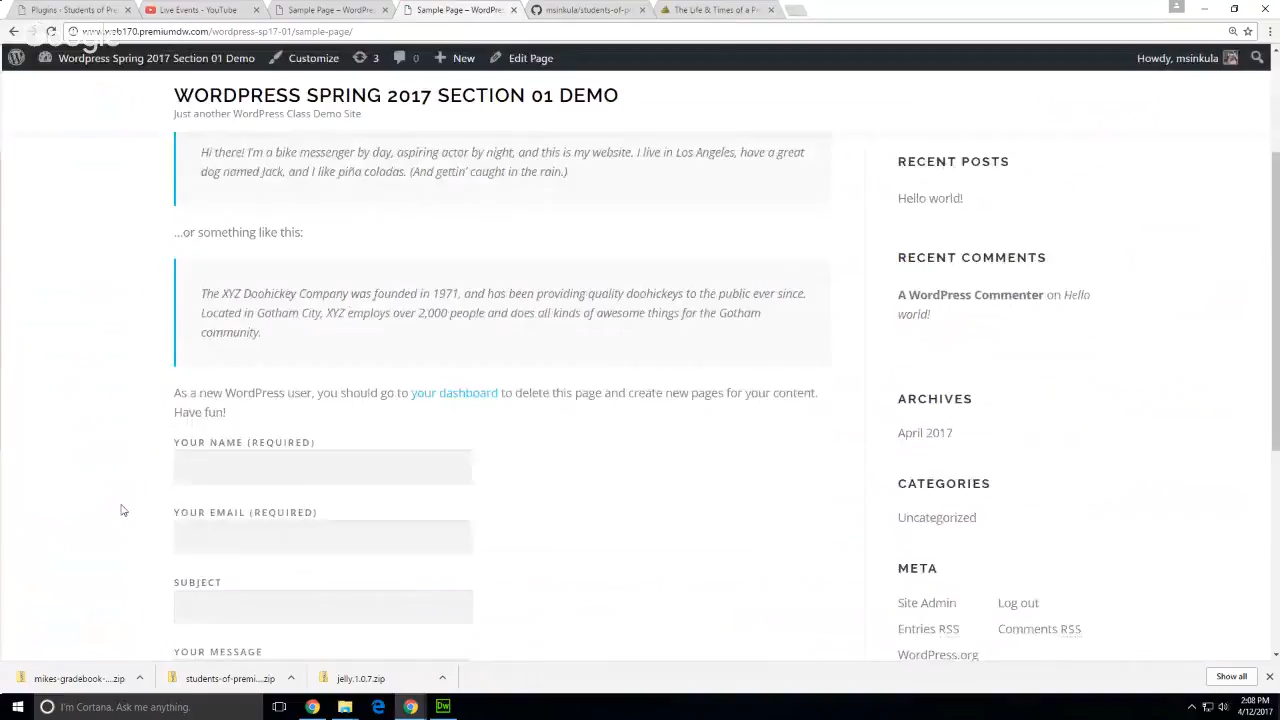 Plugins - Students of Pre
Live Events - YouTube
Sample Page – WordPres
Sample Page – WordPres
msinkula/students-of-pr
The Life & Times of a Pe
Google
www.web170.premiumdw.com/wordpress-sp17-01/sample-page/
Wordpress Spring 2017 Section 01 Demo
Customize
3
0
New
Edit Page
Howdy, msinkula
WORDPRESS SPRING 2017 SECTION 01 DEMO
Just another WordPress Class Demo Site
Hi there! I'm a bike messenger by day, aspiring actor by night, and this is my website. I live in Los Angeles, have a great
dog named Jack, and I like piña coladas. (And gettin' caught in the rain.)
…or something like this:
The XYZ Doohickey Company was founded in 1971, and has been providing quality doohickeys to the public ever since.
Located in Gotham City, XYZ employs over 2,000 people and does all kinds of awesome things for the Gotham
community.
As a new WordPress user, you should go to your dashboard to delete this page and create new pages for your content.
Have fun!
YOUR NAME (REQUIRED)
YOUR EMAIL (REQUIRED)
SUBJECT
YOUR MESSAGE
RECENT POSTS
Hello world!
RECENT COMMENTS
A WordPress Commenter on Hello
world!
ARCHIVES
April 2017
CATEGORIES
Uncategorized
META
Site Admin
Log out
Entries RSS
Comments RSS
WordPress.org
mikes-gradebook-....zip
students-of-premi....zip
jelly.1.0.7.zip
Show all
I'm Cortana. Ask me anything.
Dw
2:08 PM
4/12/2017